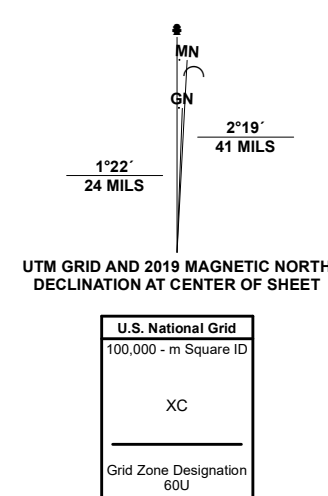 MN
GN
2°19´
41 MILS
1°22´
24 MILS
UTM GRID AND 2019 MAGNETIC NORTH
DECLINATION AT CENTER OF SHEET
U.S. National Grid
100,000 - m Square ID
XC
Grid Zone Designation
60U